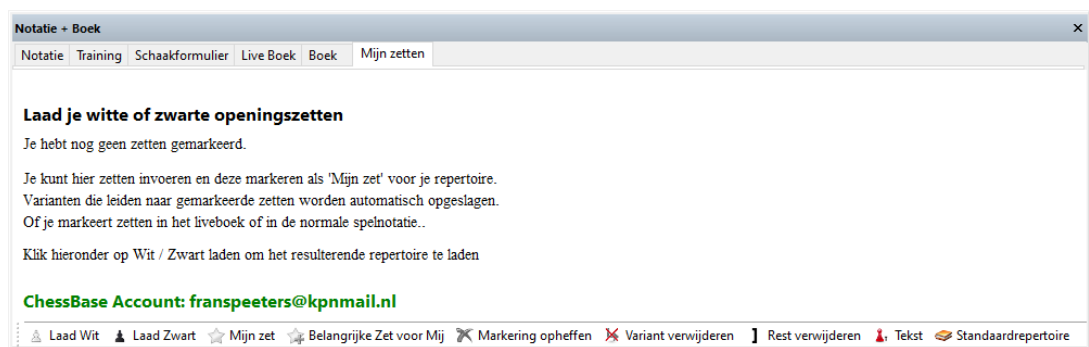 Notatie + Boek
Notatie Training Schaakformulier Live Boek Boek Mijn zetten
Laad je witte of zwarte openingszetten
Je hebt nog geen zetten gemarkeerd.
Je kunt hier zetten invoeren en deze markeren als 'Mijn zet' voor je repertoire.
Varianten die leiden naar gemarkeerde zetten worden automatisch opgeslagen.
Of je markeert zetten in het liveboek of in de normale spelnotatie..
Klik hieronder op Wit / Zwart laden om het resulterende repertoire te laden
ChessBase Account: franspeeters@kpnmail.nl
Laad Wit Laad Zwart Mijn zet Belangrijke Zet voor Mij Markering opheffen Variant verwijderen Rest verwijderen Tekst Standaardrepertoire